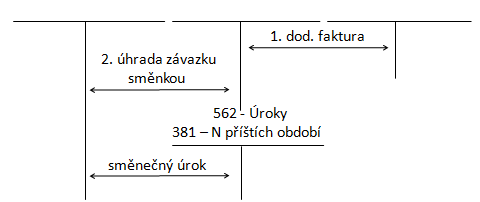 1. dod. faktura
2. úhrada závazku
směnkou
562 - Úroky
381 – N příštích období
směnečný úrok